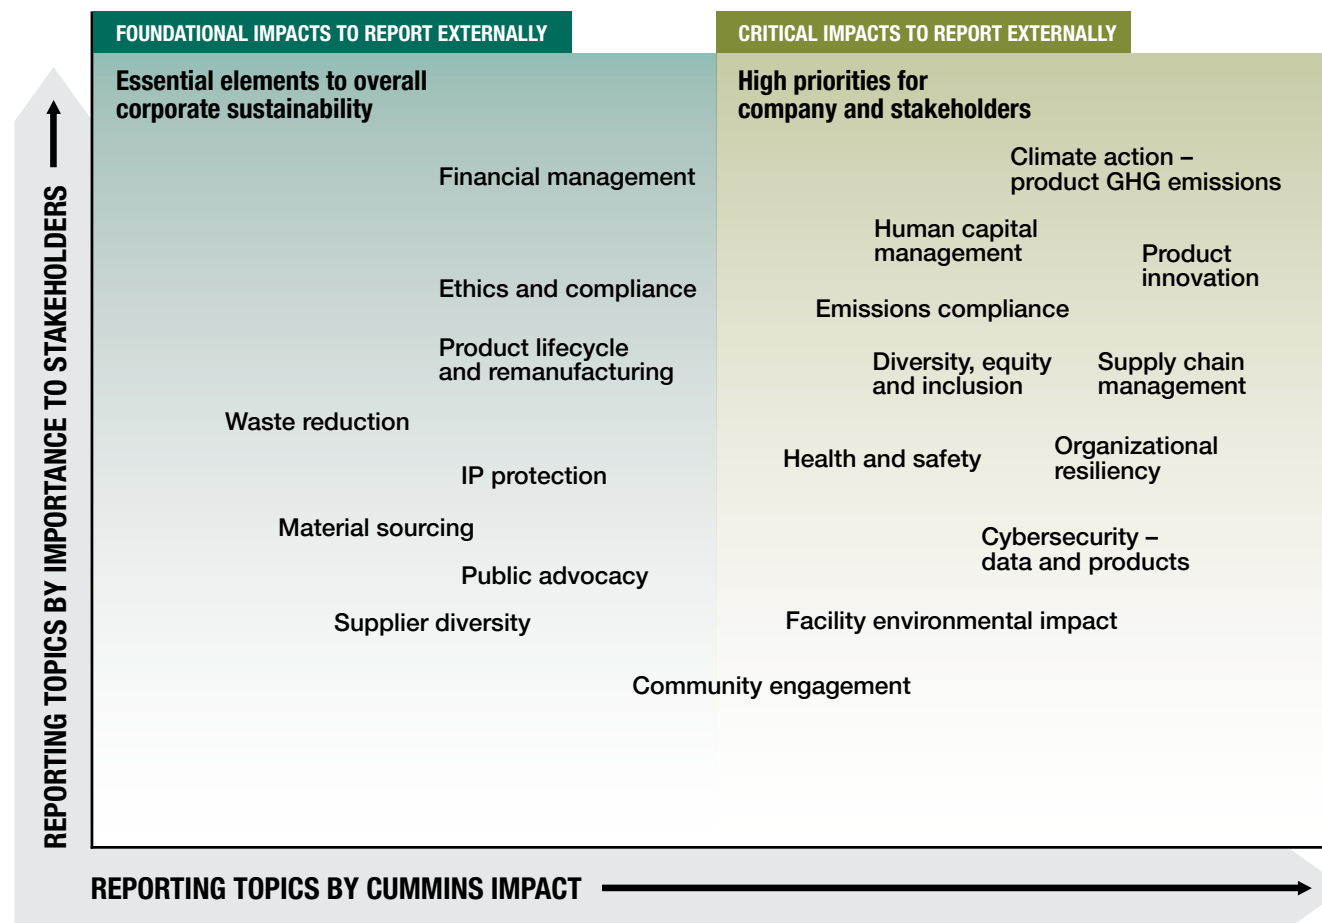 FOUNDATIONAL IMPACTS TO REPORT EXTERNALLY
Essential elements to overall
corporate sustainability
Financial management
Ethics and compliance
Product lifecycle
and remanufacturing
Waste reduction
IP protection
Material sourcing
Public advocacy
Supplier diversity
Community engagement
CRITICAL IMPACTS TO REPORT EXTERNALLY
High priorities for
company and stakeholders
Climate action –
product GHG emissions
Human capital
management
Product
innovation
Emissions compliance
Diversity, equity
and inclusion
Supply chain
management
Health and safety
Organizational
resiliency
Cybersecurity –
data and products
Facility environmental impact
REPORTING TOPICS BY IMPORTANCE TO STAKEHOLDERS
REPORTING TOPICS BY CUMMINS IMPACT